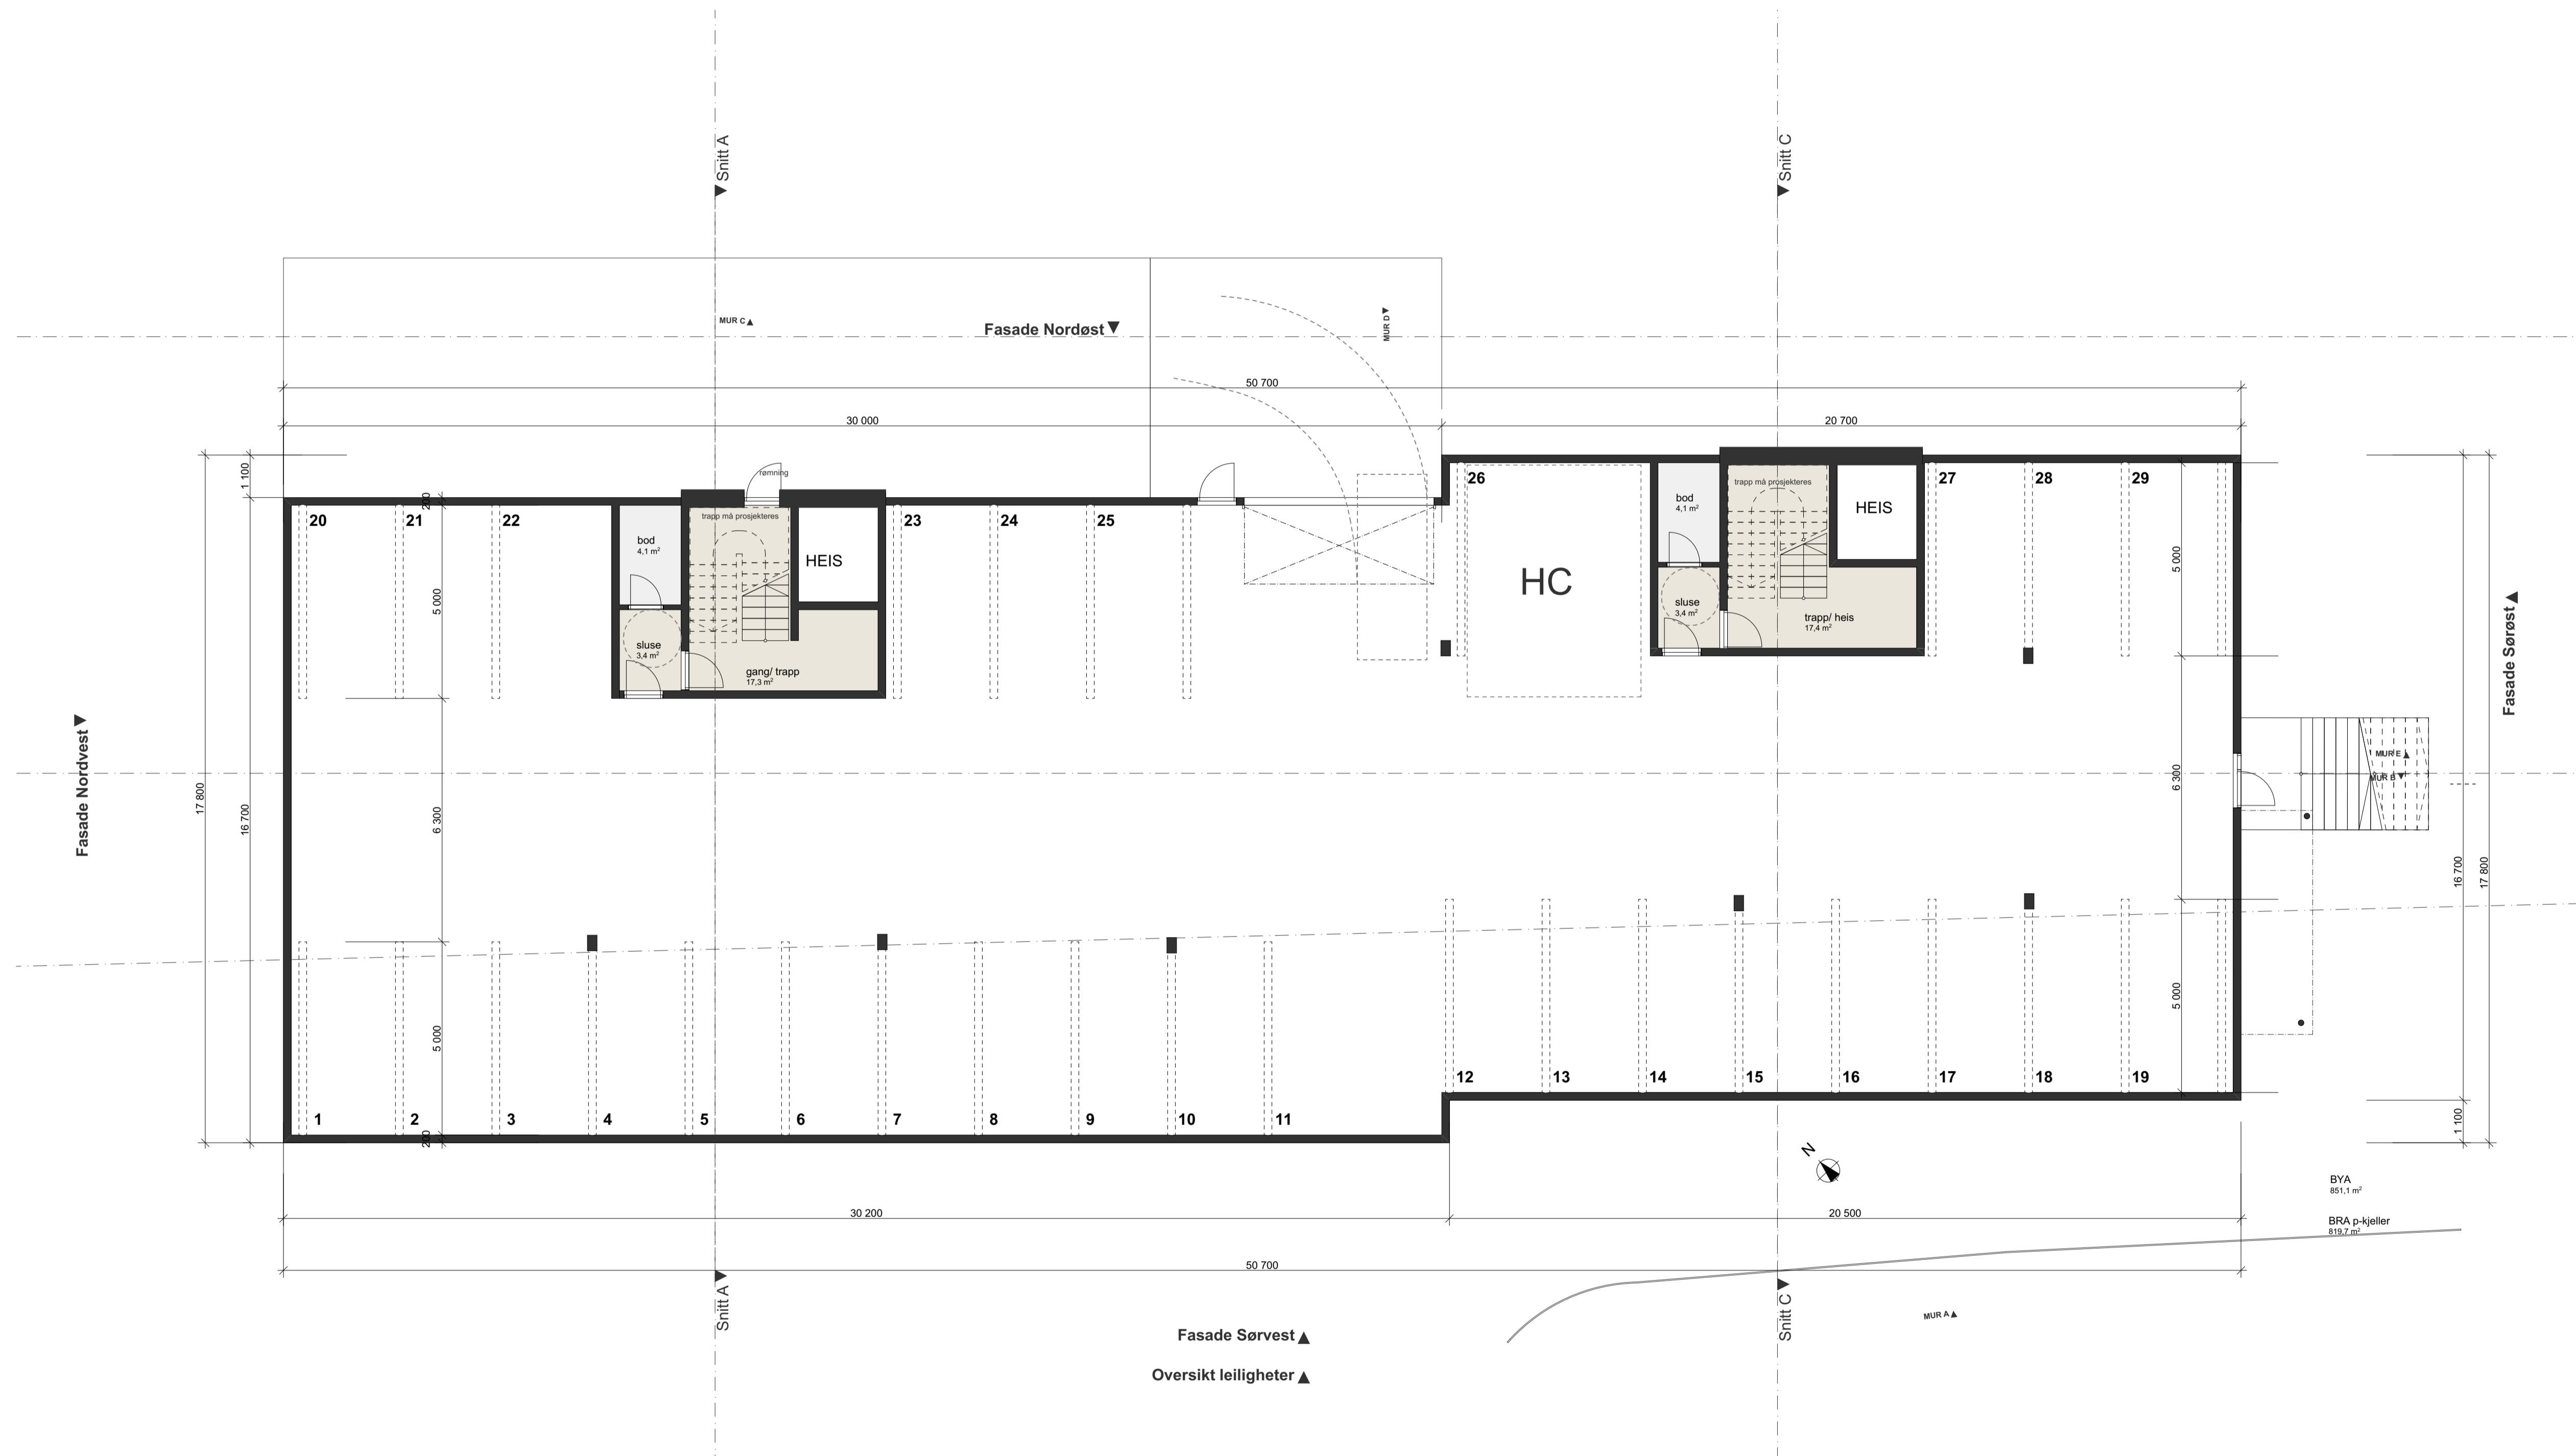 Snitt A
Snitt C
MUR C
Fasade Nordøst
MUR D
50 700
30 000
20 700
1 100
200
rømning
trapp må prosjekteres
trapp må prosjekteres
20
21
22
23
24
25
26
27
28
29
bod
4,1 m²
HEIS
bod
4,1 m²
HEIS
HC
5 000
5 000
sluse
3,4 m²
gang/ trapp
17,3 m²
sluse
3,4 m²
trapp/ heis
17,4 m²
Fasade Nordvest
Fasade Sørøst
17 800
16 700
6 300
6 300
MUR E
MUR B
16 700
17 800
5 000
5 000
12
13
14
15
16
17
18
19
1
2
3
4
5
6
7
8
9
10
11
200
1 100
N
BYA
851,1 m²
30 200
20 500
BRA p-kjeller
819,7 m²
50 700
Snitt A
Snitt C
MUR A
Fasade Sørvest
Oversikt leiligheter